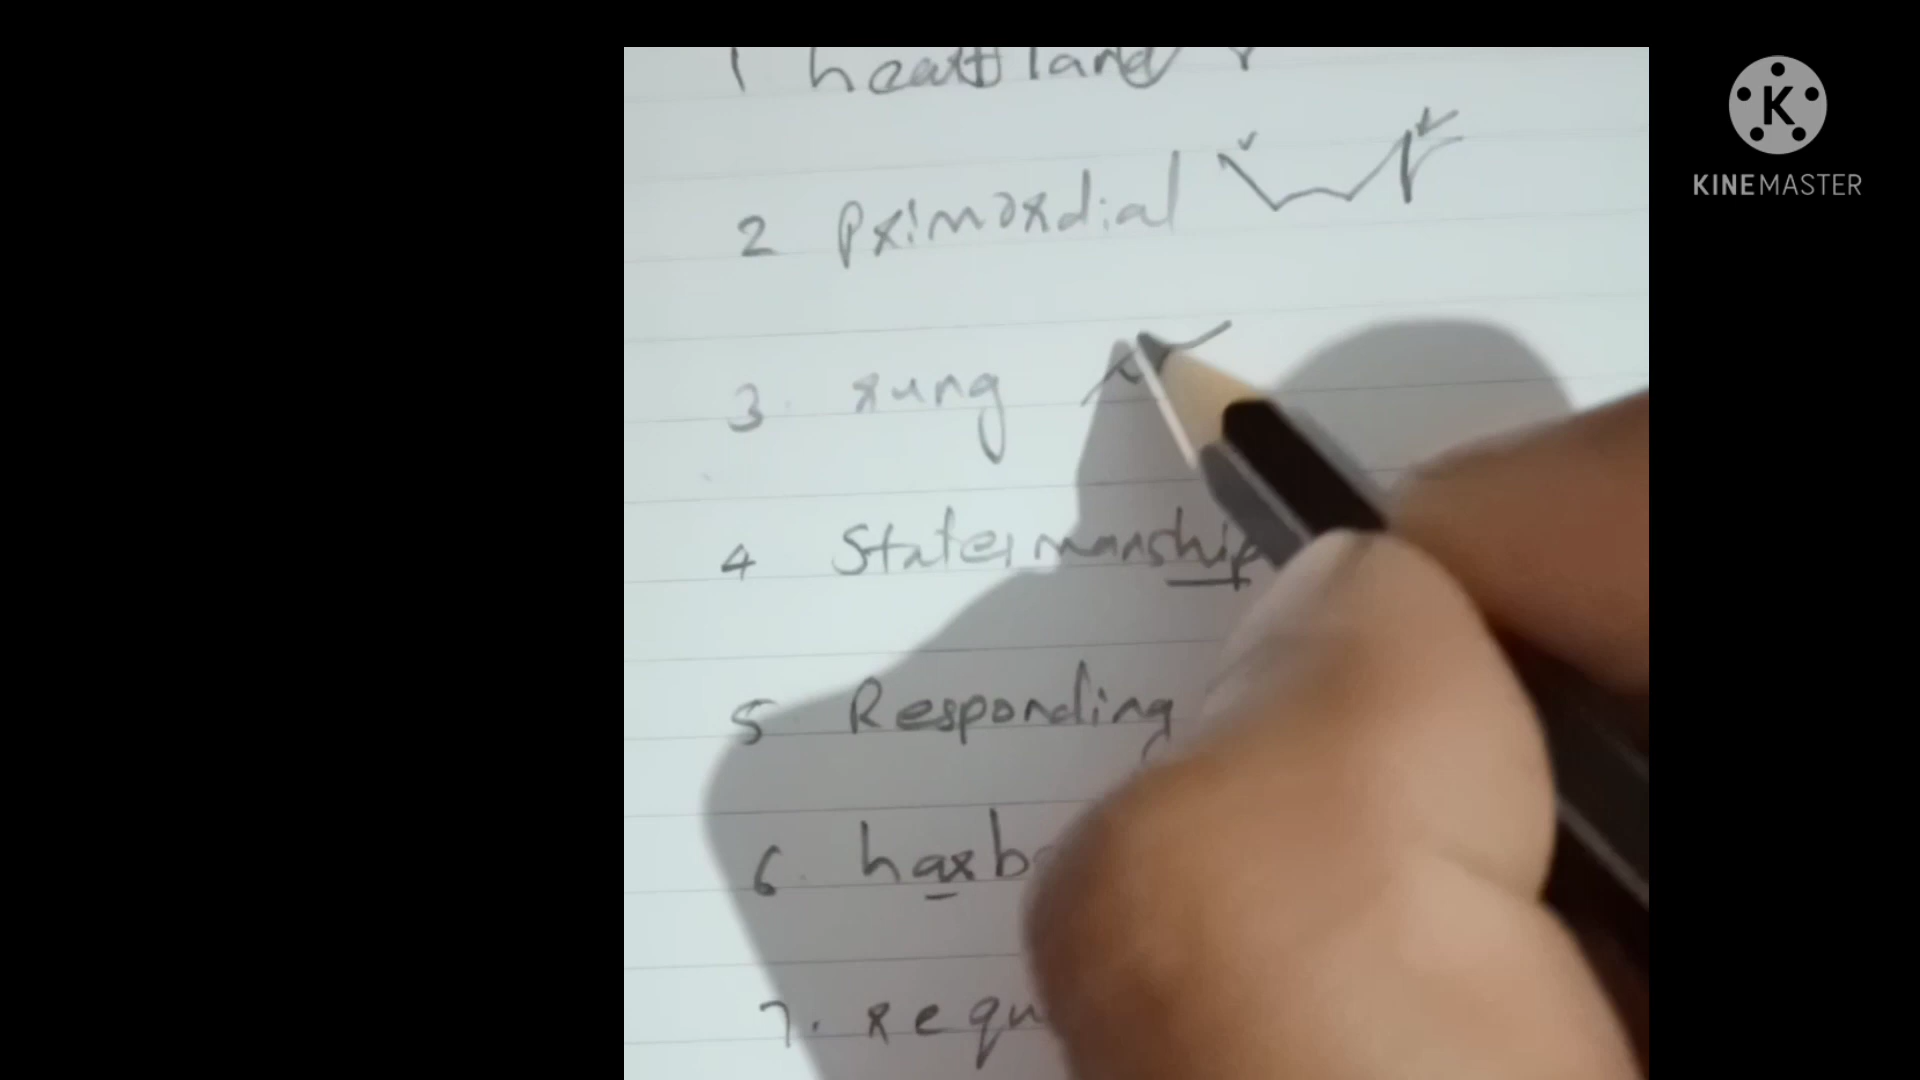 1 heartland
2 primordial
3. rung
4 Statesmanship
5 Responding
6. harb
7. requ
KINEMASTER